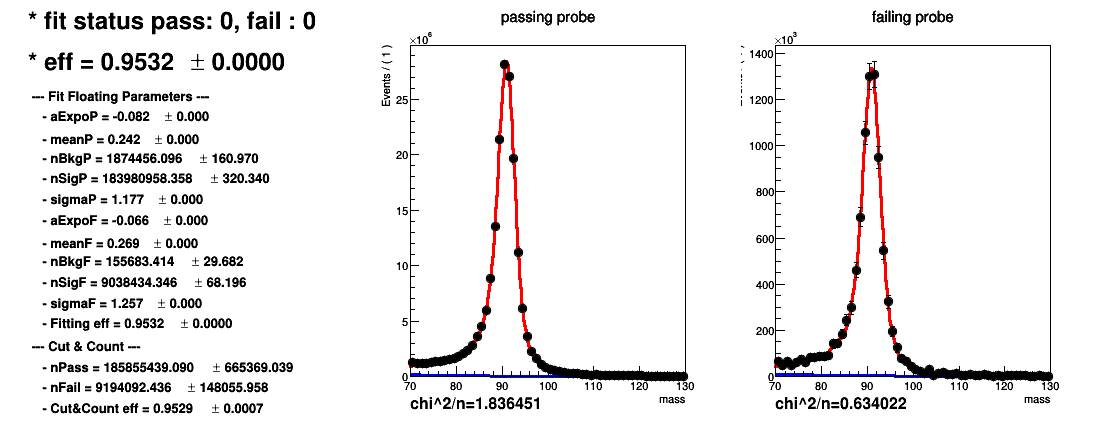 * fit status pass: 0, fail : 0
* eff = 0.9532 ± 0.0000
--- Fit Floating Parameters ---
- aExpoP = -0.082 ± 0.000
- meanP = 0.242 ± 0.000
- nBkgP = 1874456.096 ± 160.970
- nSigP = 183980958.358 ± 320.340
- sigmaP = 1.177 ± 0.000
- aExpoF = -0.066 ± 0.000
- meanF = 0.269 ± 0.000
- nBkgF = 155683.414 ± 29.682
- nSigF = 9038434.346 ± 68.196
- sigmaF = 1.257 ± 0.000
- Fitting eff = 0.9532 ± 0.0000
--- Cut & Count ---
- nPass = 185855439.090 ± 665369.039
- nFail = 9194092.436 ± 148055.958
- Cut&Count eff = 0.9529 ± 0.0007
passing probe
×10^6
Events / ( 1 )
25
20
15
10
5
0
70 80 90 100 110 120 130
mass
chi^2/n=1.836451
failing probe
×10^3
1400
1200
1000
800
600
400
200
0
70 80 90 100 110 120 130
mass
chi^2/n=0.634022